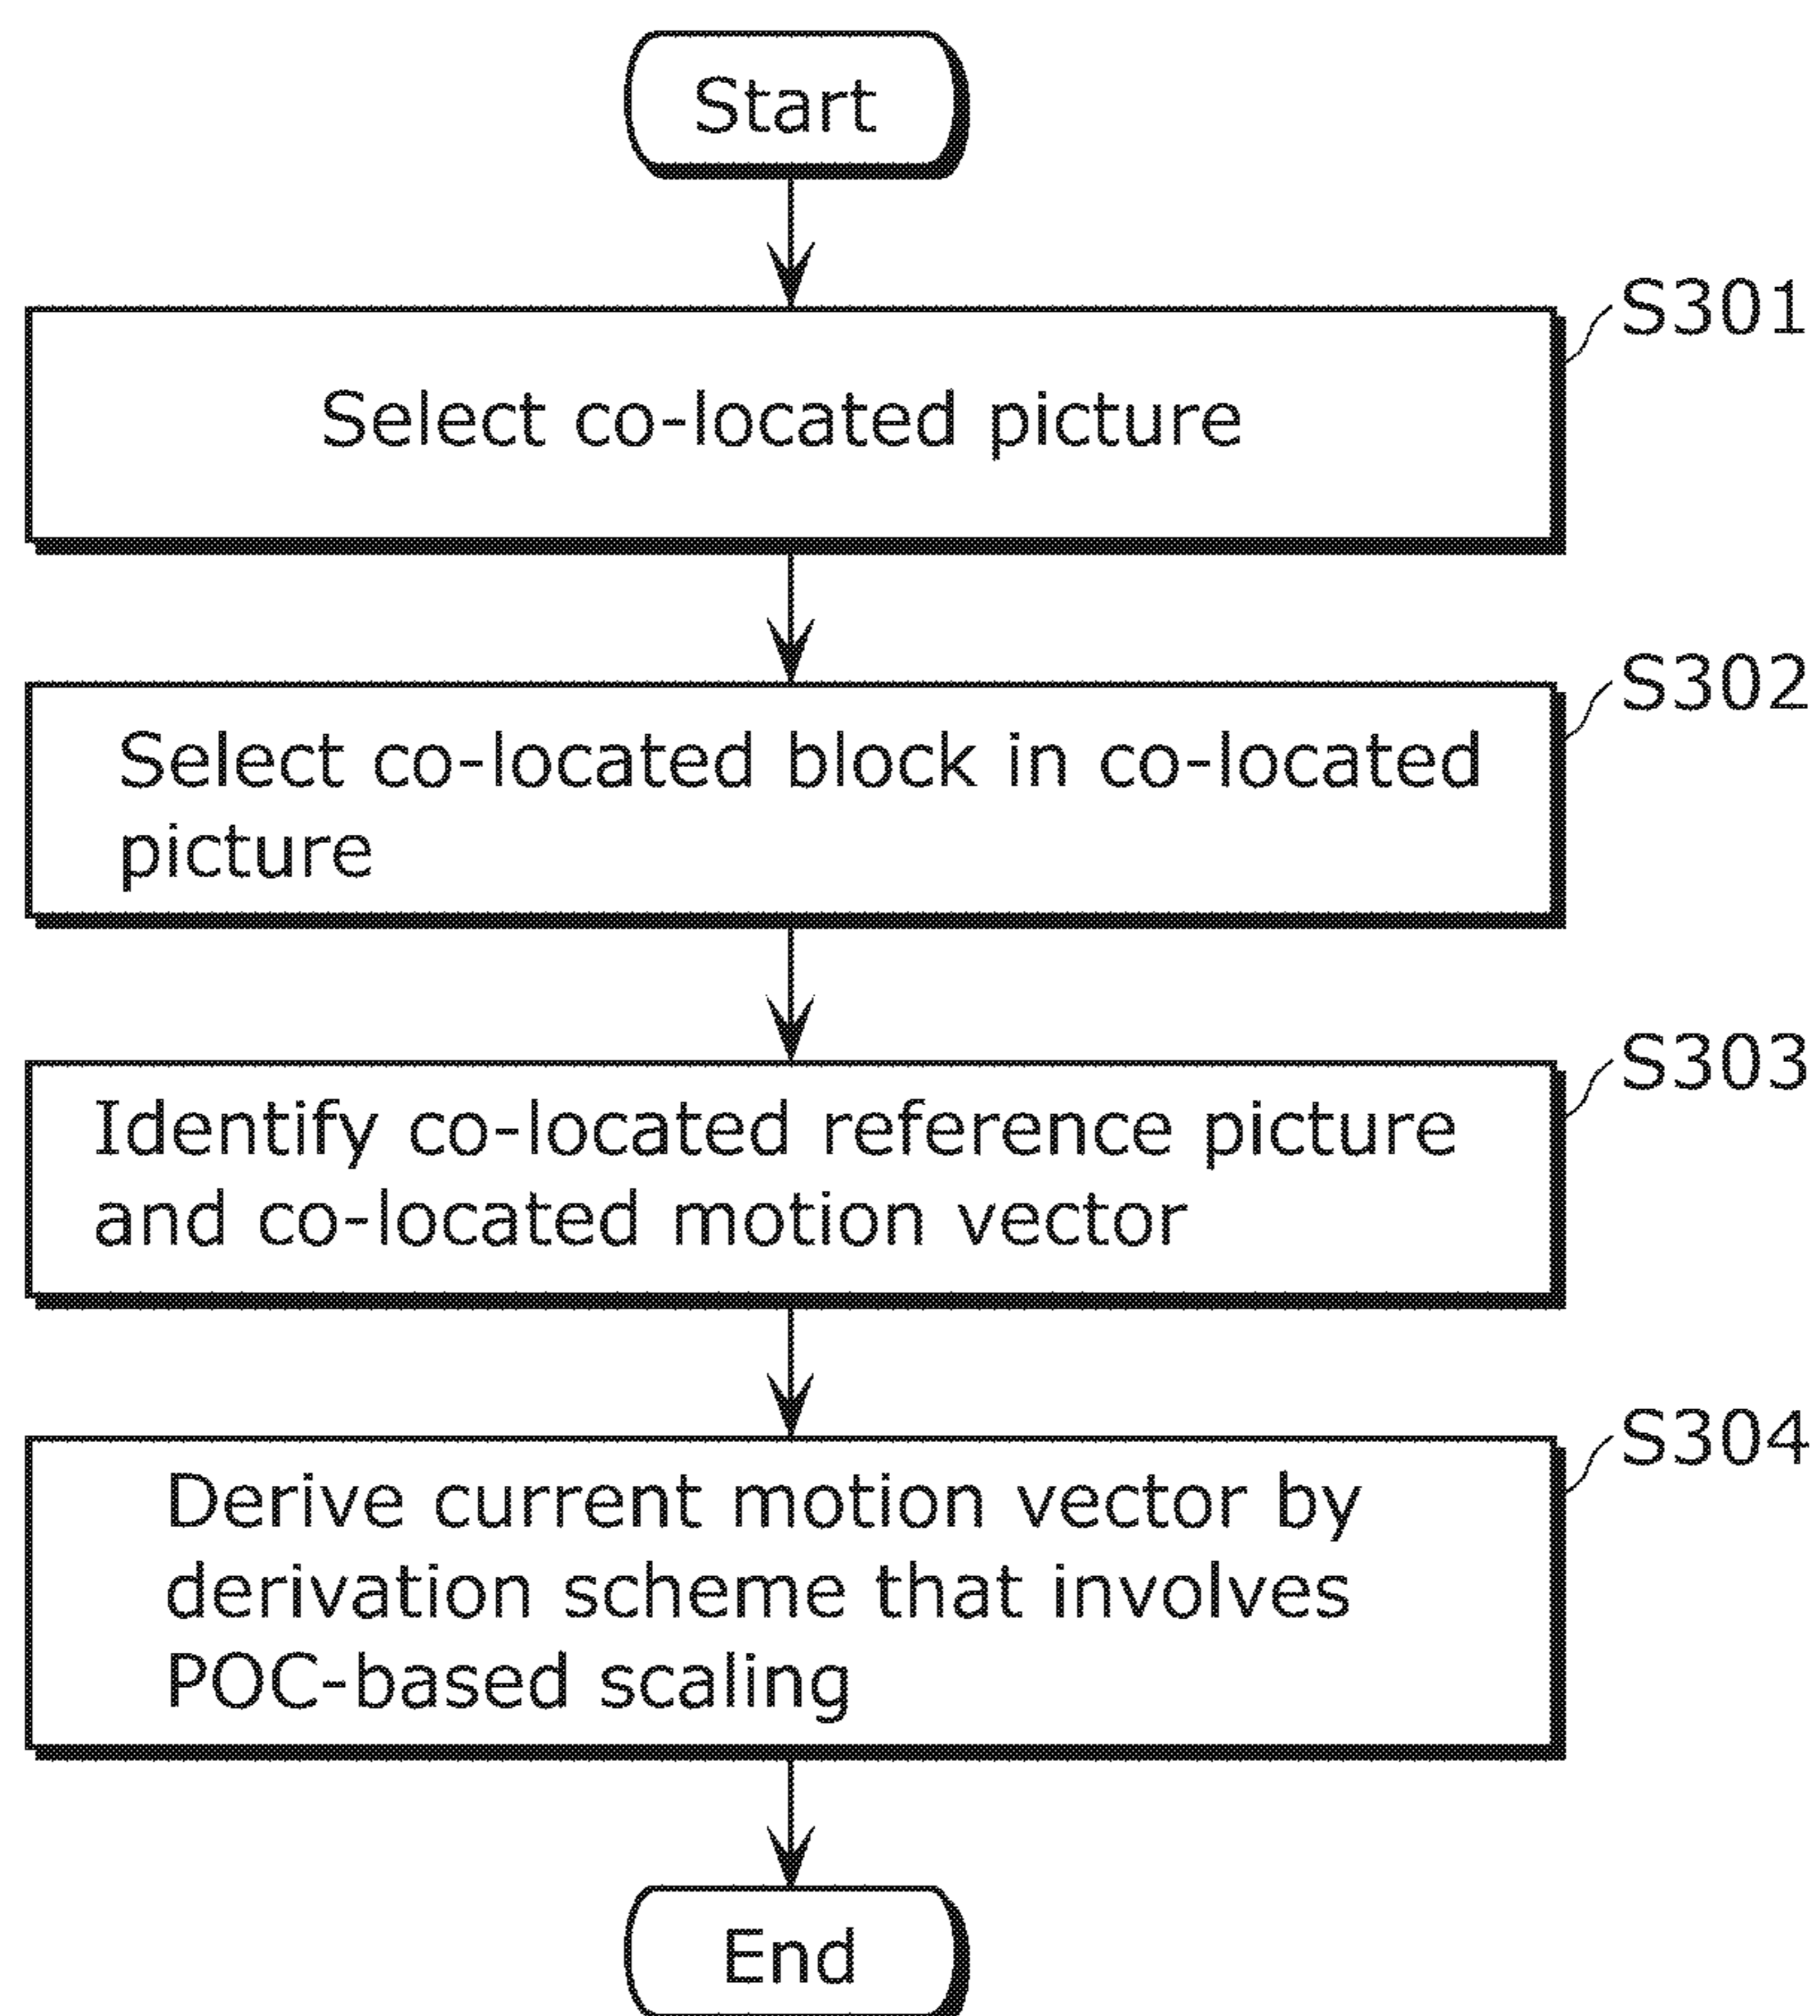 Start
S301
Select co-located picture
S302
Select co-located block in co-located
picture
S303
Identify co-located reference picture
and co-located motion vector
S304
Derive current motion vector by
derivation scheme that involves
POC-based scaling
End